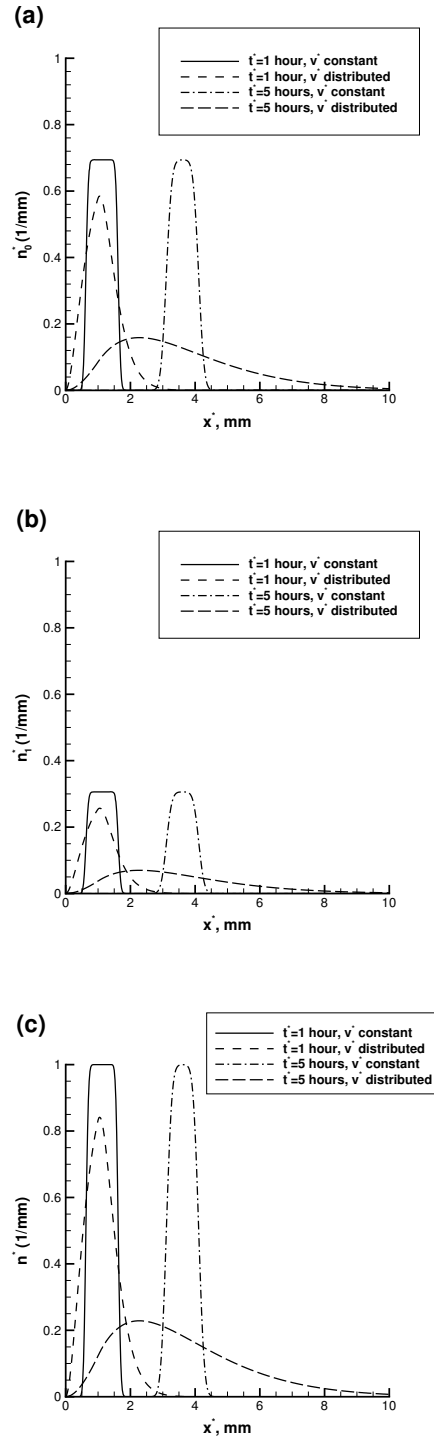 (a)
t*=1 hour, v* constant
t*=1 hour, v* distributed
t*=5 hours, v* constant
t*=5 hours, v* distributed
1
0.8
0.6
0.4
0.2
0
n*0 (1/mm)
0 2 4 6 8 10
x*, mm
(b)
t*=1 hour, v* constant
t*=1 hour, v* distributed
t*=5 hours, v* constant
t*=5 hours, v* distributed
1
0.8
0.6
0.4
0.2
0
n*1 (1/mm)
0 2 4 6 8 10
x*, mm
(c)
t*=1 hour, v* constant
t*=1 hour, v* distributed
t*=5 hours, v* constant
t*=5 hours, v* distributed
1
0.8
0.6
0.4
0.2
0
n* (1/mm)
0 2 4 6 8 10
x*, mm